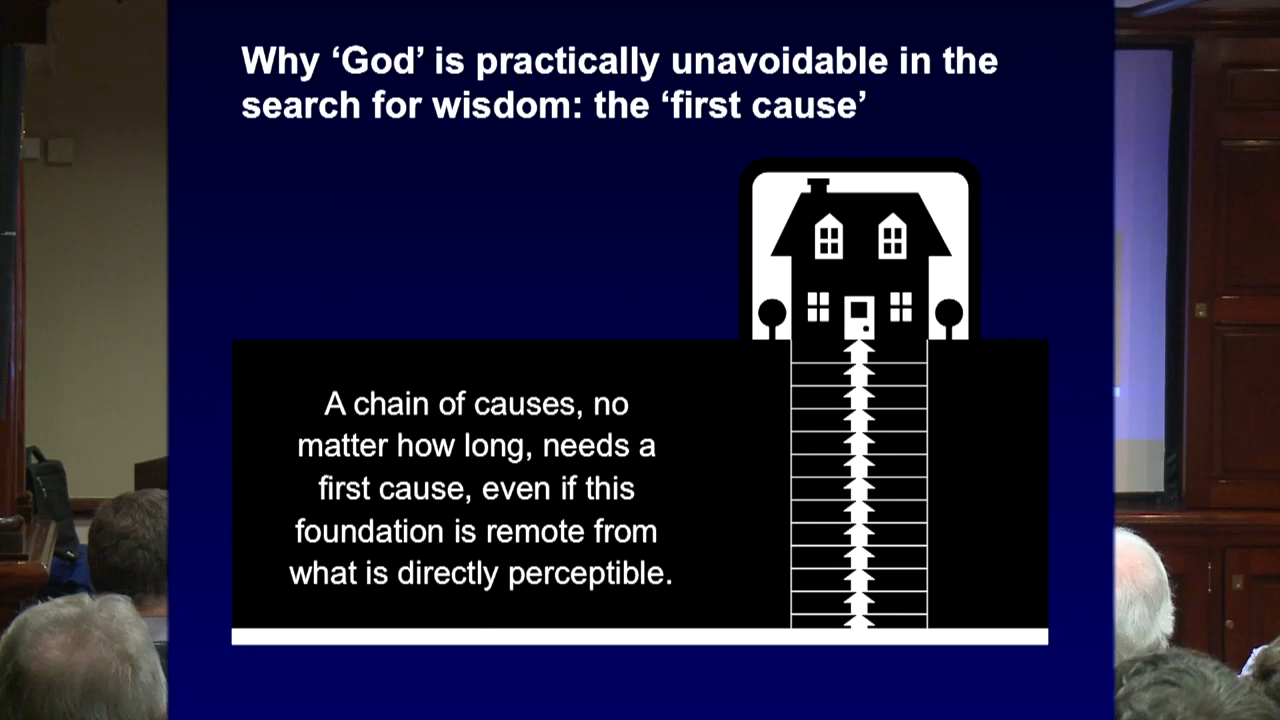 Why ‘God’ is practically unavoidable in the
search for wisdom: the ‘first cause’
A chain of causes, no
matter how long, needs a
first cause, even if this
foundation is remote from
what is directly perceptible.